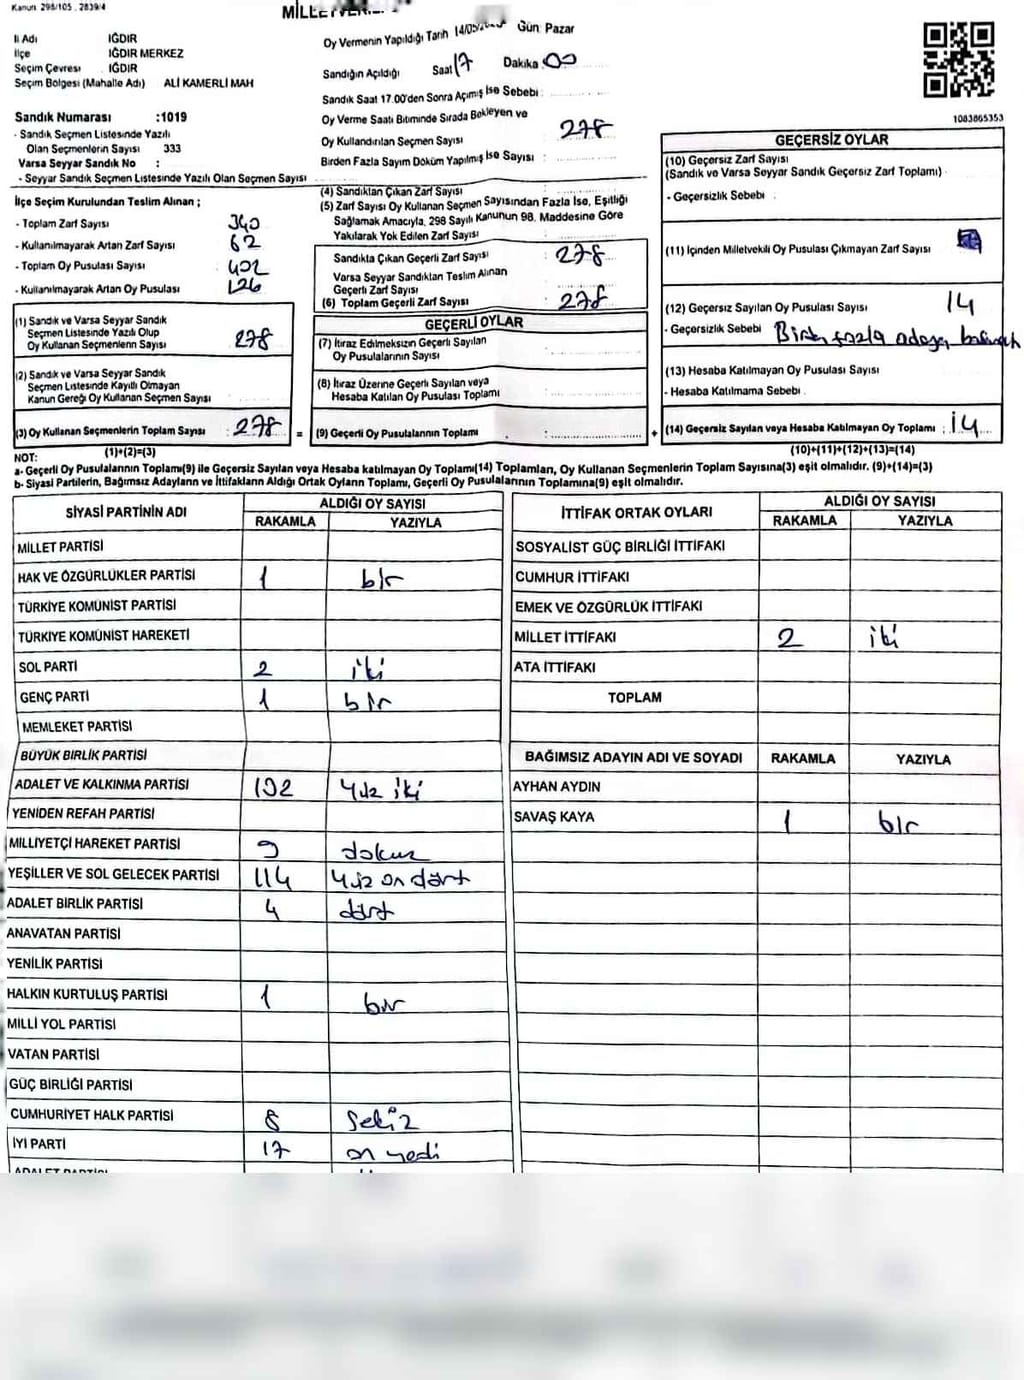 Kanun 298/105, 2839/4
İl Adı IĞDIR
İlçe IĞDIR MERKEZ
Seçim Çevresi IĞDIR
Seçim Bölgesi (Mahalle Adı) ALİ KAMERLİ MAH
Sandık Numarası :1019
- Sandık Seçmen Listesinde Yazılı
Olan Seçmenlerin Sayısı 333
Varsa Seyyar Sandık No :
- Seyyar Sandık Seçmen Listesinde Yazılı Olan Seçmen Sayısı
İlçe Seçim Kurulundan Teslim Alınan ;
- Toplam Zarf Sayısı 340
- Kullanılmayarak Artan Zarf Sayısı 62
- Toplam Oy Pusulası Sayısı 402
- Kullanılmayarak Artan Oy Pusulası 126
(1) Sandık ve Varsa Seyyar Sandık
Seçmen Listesinde Yazılı Olup
Oy Kullanan Seçmenlerin Sayısı 278
(2) Sandık ve Varsa Seyyar Sandık
Seçmen Listesinde Kayıtlı Olmayan
Kanun Gereği Oy Kullanan Seçmen Sayısı
(3) Oy Kullanan Seçmenlerin Toplam Sayısı : 278 =
(1)+(2)=(3)
Oy Vermenin Yapıldığı Tarih 14/05/ Gün: Pazar
Sandığın Açıldığı Saat 17 Dakika 00
Sandık Saat 17.00'den Sonra Açılmış İse Sebebi :
Oy Verme Saati Bitiminde Sırada Bekleyen ve
Oy Kullandırılan Seçmen Sayısı : 278
Birden Fazla Sayım Döküm Yapılmış İse Sayısı :
(4) Sandıktan Çıkan Zarf Sayısı :
(5) Zarf Sayısı Oy Kullanan Seçmen Sayısından Fazla İse, Eşitliği
Sağlamak Amacıyla, 298 Sayılı Kanunun 98. Maddesine Göre
Yakılarak Yok Edilen Zarf Sayısı
Sandıkta Çıkan Geçerli Zarf Sayısı : 278
Varsa Seyyar Sandıktan Teslim Alınan
Geçerli Zarf Sayısı
(6) Toplam Geçerli Zarf Sayısı : 278
GEÇERLİ OYLAR
(7) İtiraz Edilmeksizin Geçerli Sayılan
Oy Pusulalarının Sayısı
(8) İtiraz Üzerine Geçerli Sayılan veya
Hesaba Katılan Oy Pusulası Toplamı
(9) Geçerli Oy Pusulalarının Toplamı : +
1083865353
GEÇERSİZ OYLAR
(10) Geçersiz Zarf Sayısı
(Sandık ve Varsa Seyyar Sandık Geçersiz Zarf Toplamı)
- Geçersizlik Sebebi
(11) İçinden Milletvekili Oy Pusulası Çıkmayan Zarf Sayısı
(12) Geçersiz Sayılan Oy Pusulası Sayısı 14
- Geçersizlik Sebebi fazla
(13) Hesaba Katılmayan Oy Pusulası Sayısı
- Hesaba Katılmama Sebebi
(14) Geçersiz Sayılan veya Hesaba Katılmayan Oy Toplamı : 14
(10)+(11)+(12)+(13)=(14)
NOT:
a- Geçerli Oy Pusulalarının Toplamı(9) ile Geçersiz Sayılan veya Hesaba katılmayan Oy Toplamı(14) Toplamları, Oy Kullanan Seçmenlerin Toplam Sayısına(3) eşit olmalıdır. (9)+(14)=(3)
b- Siyasi Partilerin, Bağımsız Adayların ve İttifakların Aldığı Ortak Oyların Toplamı, Geçerli Oy Pusulalarının Toplamına(9) eşit olmalıdır.
SİYASİ PARTİNİN ADI ALDIĞI OY SAYISI
RAKAMLA YAZIYLA
MİLLET PARTİSİ
HAK VE ÖZGÜRLÜKLER PARTİSİ 1 bir
TÜRKİYE KOMÜNİST PARTİSİ
TÜRKİYE KOMÜNİST HAREKETİ
SOL PARTİ 2 iki
GENÇ PARTİ 1 bir
MEMLEKET PARTİSİ
BÜYÜK BİRLİK PARTİSİ
ADALET VE KALKINMA PARTİSİ 102 yüz iki
YENİDEN REFAH PARTİSİ
MİLLİYETÇİ HAREKET PARTİSİ 9 dokuz
YEŞİLLER VE SOL GELECEK PARTİSİ 114 yüz on dört
ADALET BİRLİK PARTİSİ 4 dört
ANAVATAN PARTİSİ
YENİLİK PARTİSİ
HALKIN KURTULUŞ PARTİSİ 1 bir
MİLLİ YOL PARTİSİ
VATAN PARTİSİ
GÜÇ BİRLİĞİ PARTİSİ
CUMHURİYET HALK PARTİSİ 8 sekiz
İYİ PARTİ 17 on yedi
İTTİFAK ORTAK OYLARI ALDIĞI OY SAYISI
RAKAMLA YAZIYLA
SOSYALİST GÜÇ BİRLİĞİ İTTİFAKI
CUMHUR İTTİFAKI
EMEK VE ÖZGÜRLÜK İTTİFAKI
MİLLET İTTİFAKI 2 iki
ATA İTTİFAKI
TOPLAM
BAĞIMSIZ ADAYIN ADI VE SOYADI RAKAMLA YAZIYLA
AYHAN AYDIN
SAVAŞ KAYA 1 bir